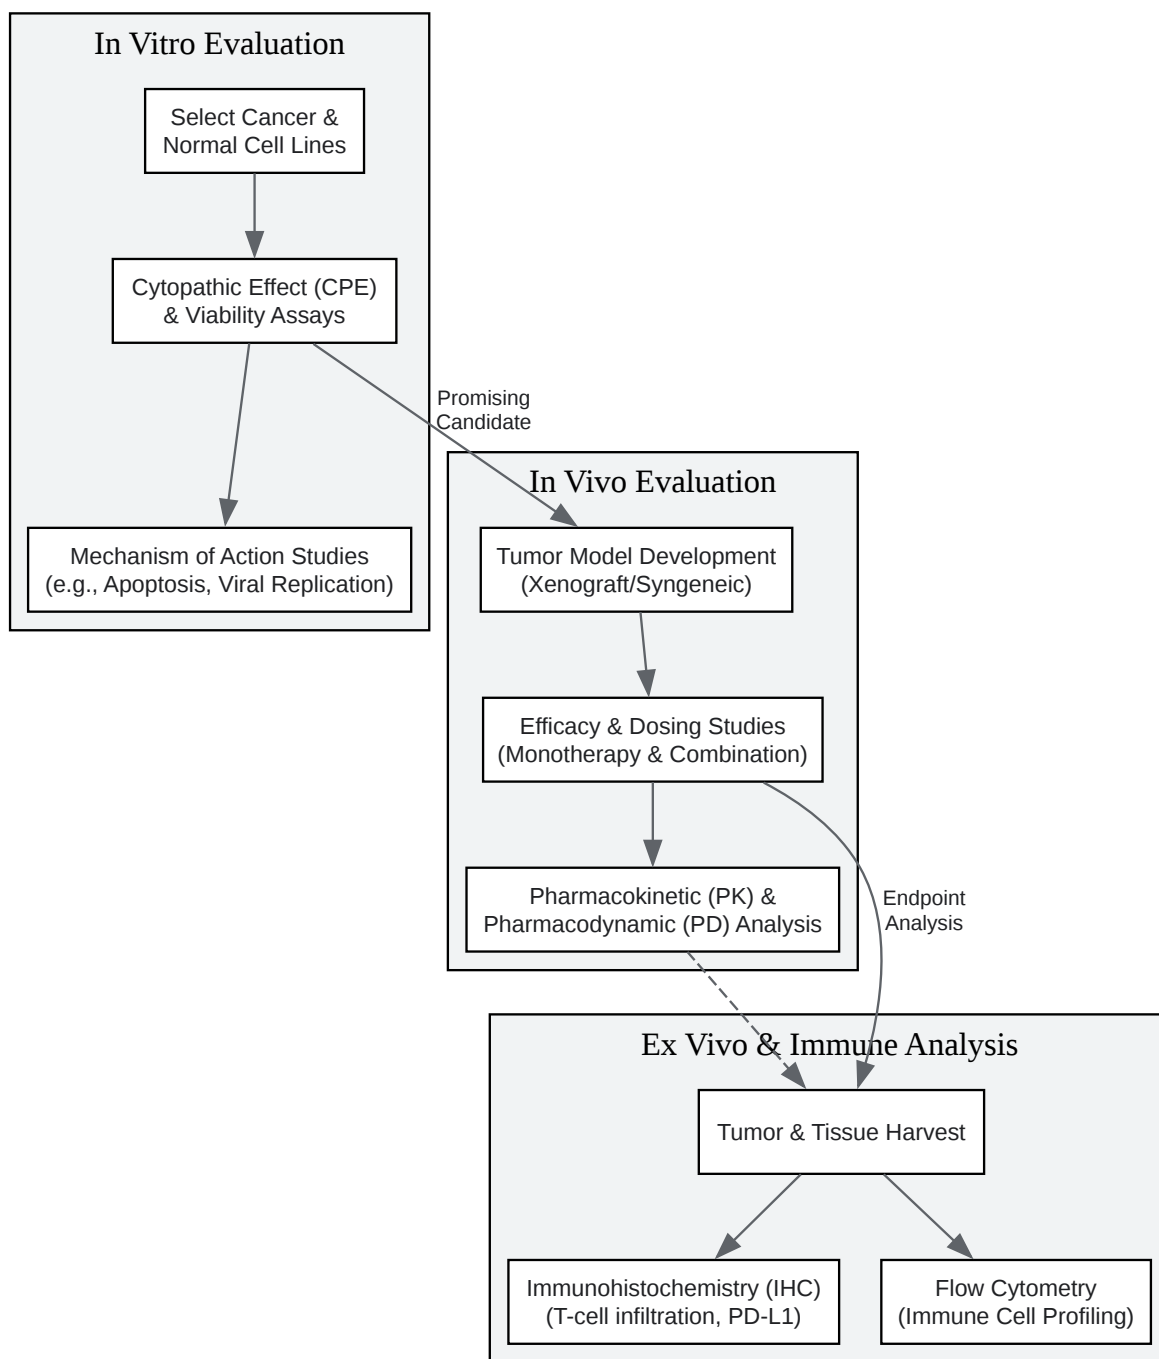 In Vitro Evaluation
Select Cancer &
Normal Cell Lines
Cytopathic Effect (CPE)
& Viability Assays
Promising
Candidate
Mechanism of Action Studies
(e.g., Apoptosis, Viral Replication)
In Vivo Evaluation
Tumor Model Development
(Xenograft/Syngeneic)
Efficacy & Dosing Studies
(Monotherapy & Combination)
Pharmacokinetic (PK) &
Pharmacodynamic (PD) Analysis
Endpoint
Analysis
Ex Vivo & Immune Analysis
Tumor & Tissue Harvest
Immunohistochemistry (IHC)
(T-cell infiltration, PD-L1)
Flow Cytometry
(Immune Cell Profiling)